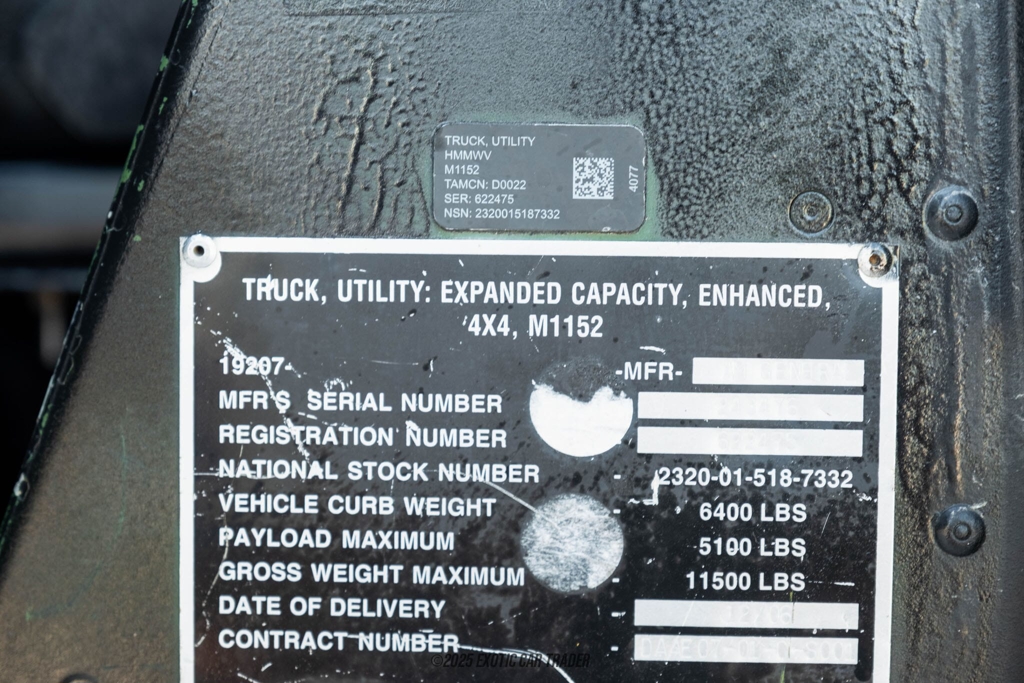 TRUCK, UTILITY
HMMWV
M1152
TAMCN: D0022
SER: 622475
NSN: 2320015187332
4077
TRUCK, UTILITY: EXPANDED CAPACITY, ENHANCED,
4X4, M1152
19207- -MFR-
MFR'S SERIAL NUMBER
REGISTRATION NUMBER
NATIONAL STOCK NUMBER - 2320-01-518-7332
VEHICLE CURB WEIGHT - 6400 LBS
PAYLOAD MAXIMUM 5100 LBS
GROSS WEIGHT MAXIMUM - 11500 LBS
DATE OF DELIVERY
CONTRACT NUMBER
©2025 EXOTIC CAR TRADER